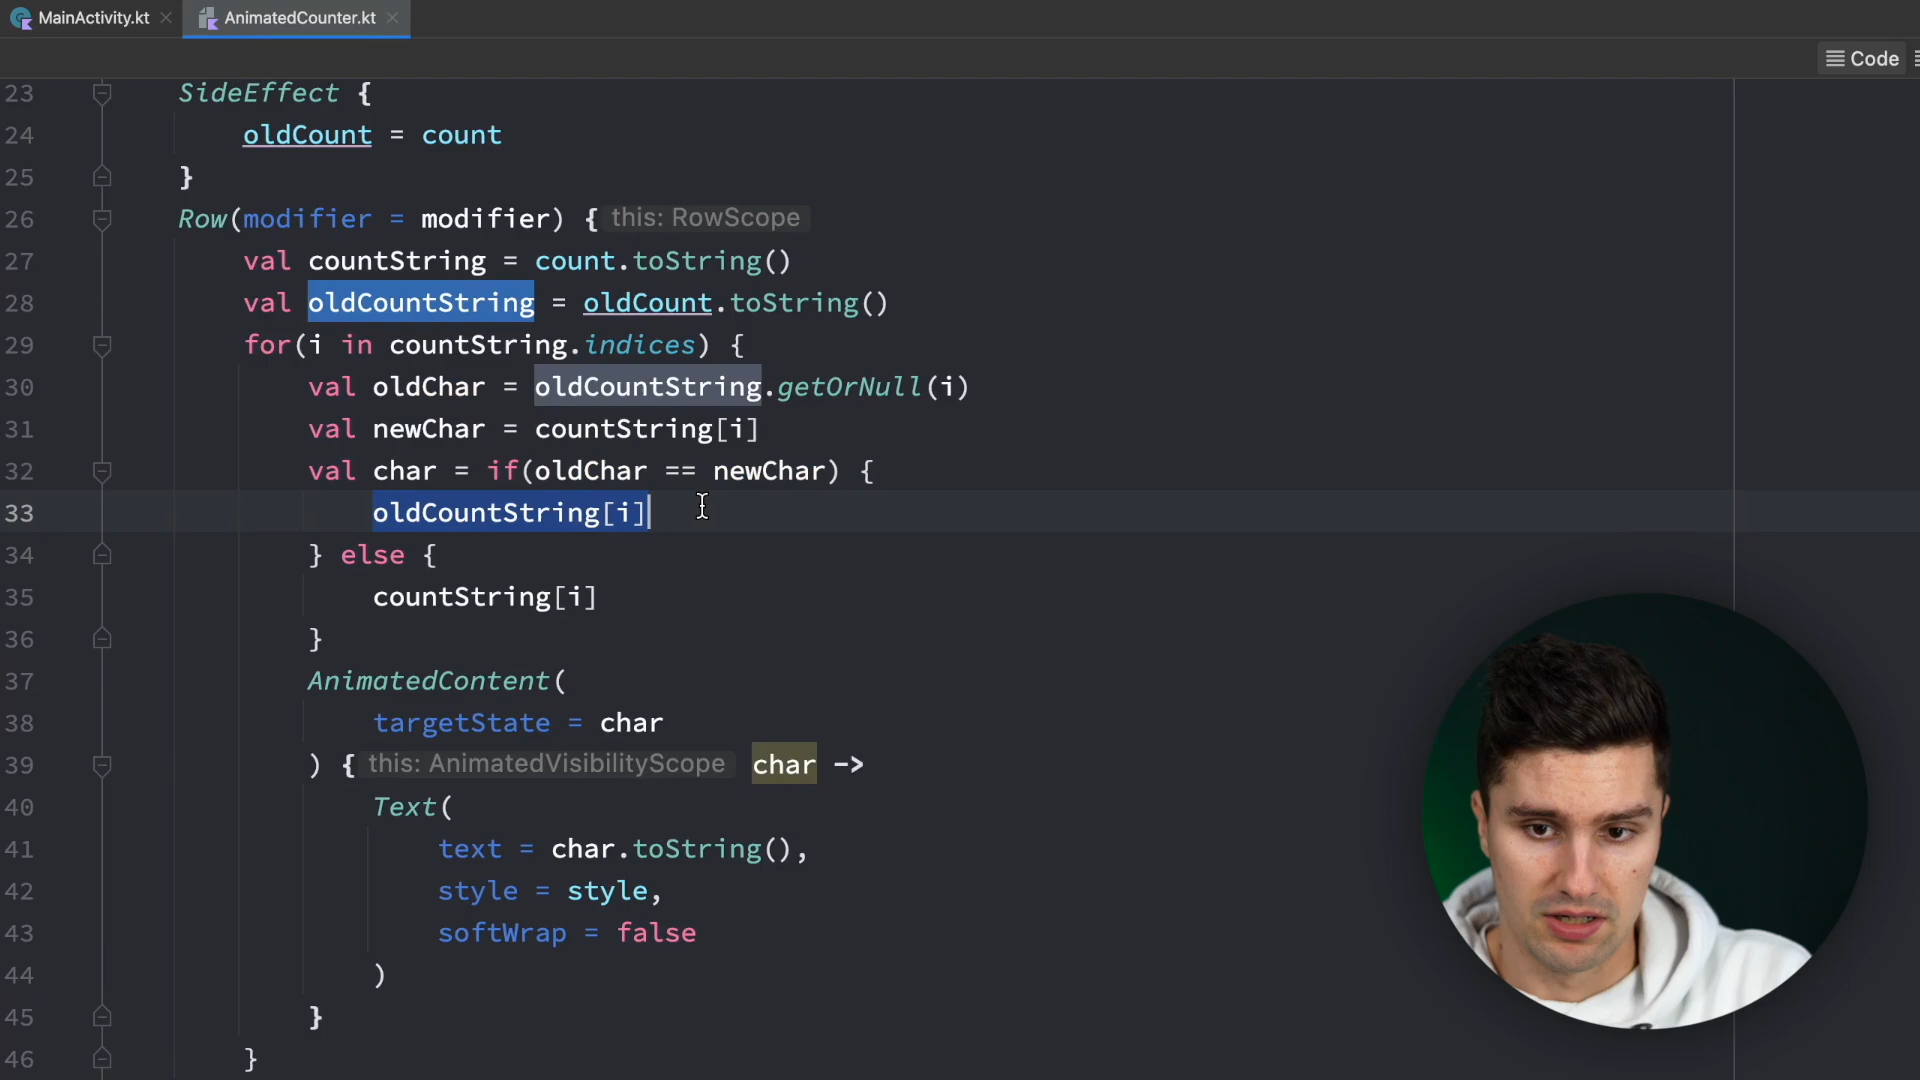 MainActivity.kt
AnimatedCounter.kt
Code
23 SideEffect {
24 oldCount = count
25 }
26 Row(modifier = modifier) { this: RowScope
27 val countString = count.toString()
28 val oldCountString = oldCount.toString()
29 for(i in countString.indices) {
30 val oldChar = oldCountString.getOrNull(i)
31 val newChar = countString[i]
32 val char = if(oldChar == newChar) {
33 oldCountString[i]
34 } else {
35 countString[i]
36 }
37 AnimatedContent(
38 targetState = char
39 ) { this: AnimatedVisibilityScope char ->
40 Text(
41 text = char.toString(),
42 style = style,
43 softWrap = false
44 )
45 }
46 }